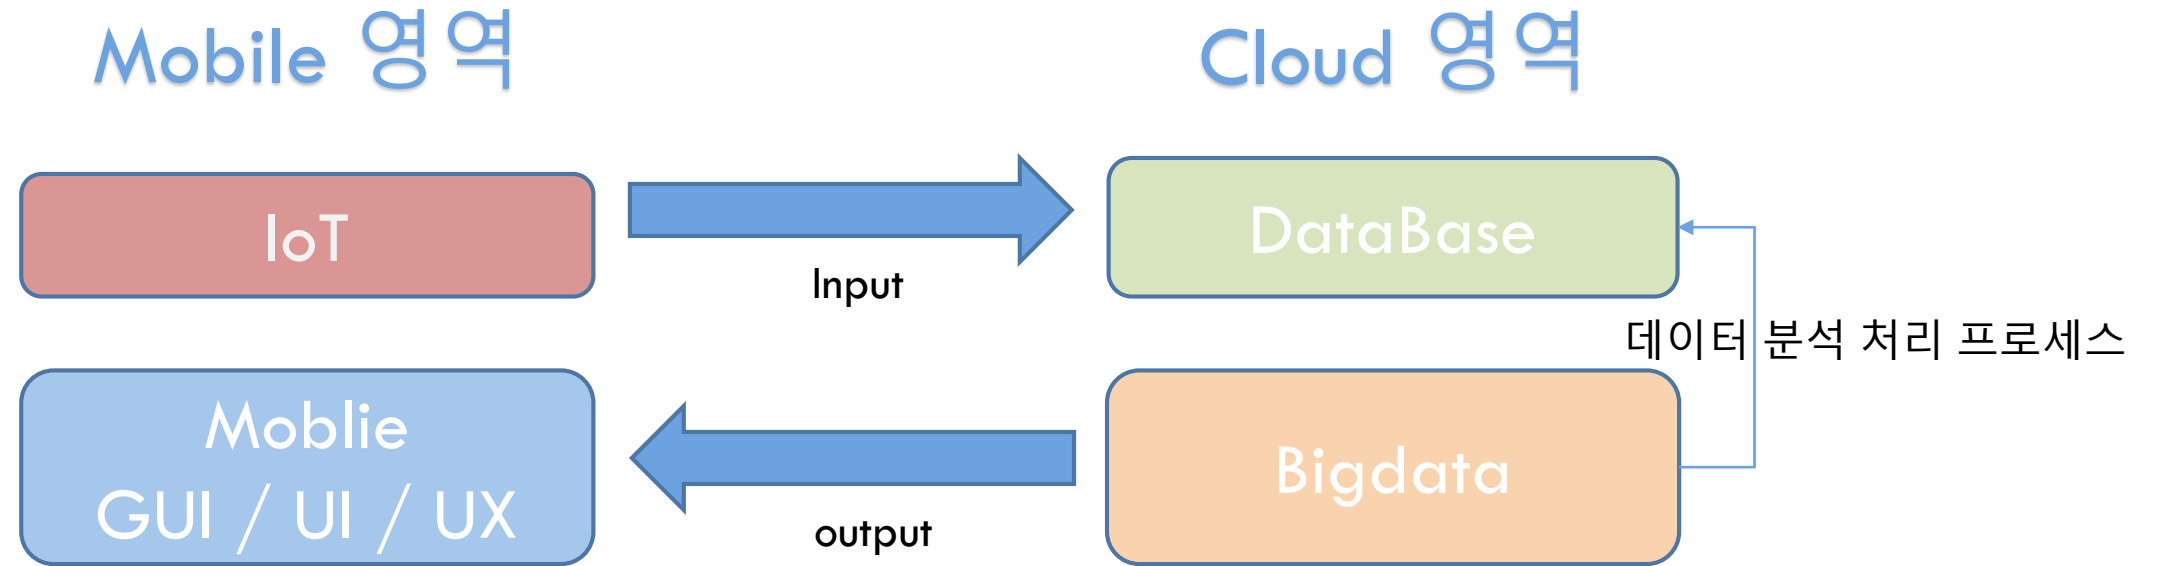 Mobile 영역
Cloud 영역
IoT
Input
DataBase
데이터 분석 처리 프로세스
Moblie
GUI / UI / UX
output
Bigdata